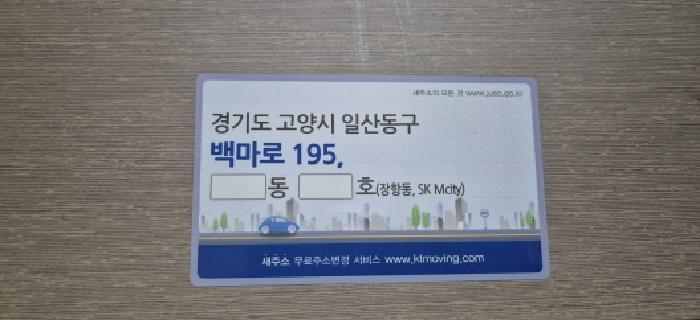 새주소의 모든 것 www.juso.go.kr
경기도 고양시 일산동구
백마로 195,
동 호(장항동, SK Mcity)
새주소 무료주소변경 서비스 www.ktmoving.com